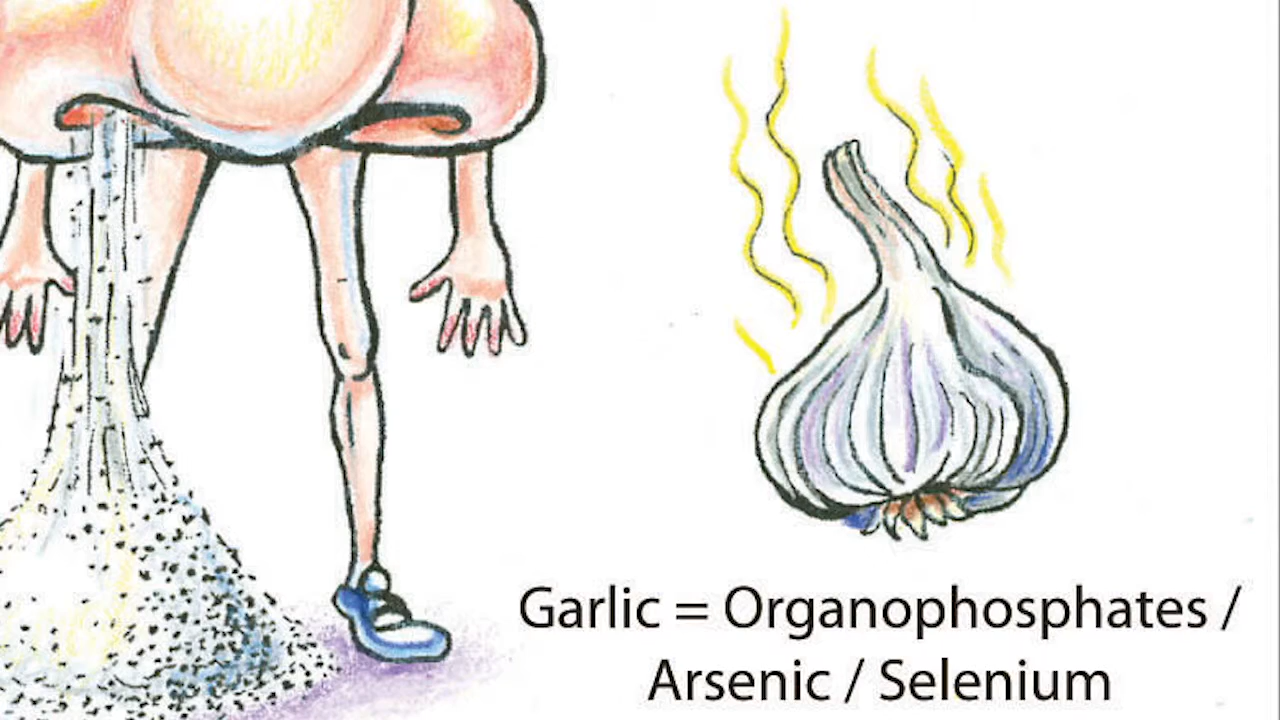 Garlic = Organophosphates /
Arsenic / Selenium